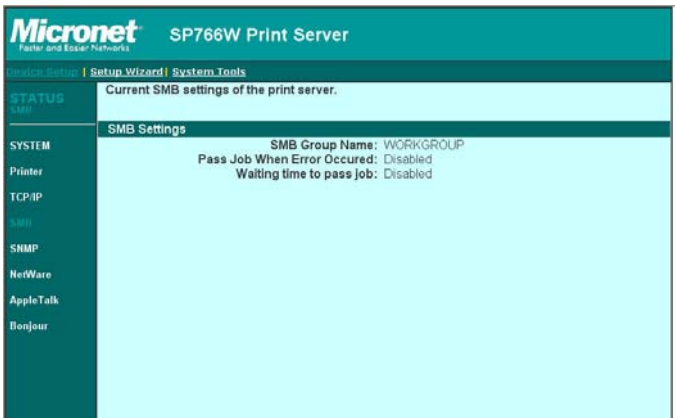 Micronet
Faster and Easier Networks
SP766W Print Server
Device Setup | Setup Wizard | System Tools
STATUS
SMB
Current SMB settings of the print server.
SMB Settings
SMB Group Name: WORKGROUP
Pass Job When Error Occured: Disabled
Waiting time to pass job: Disabled
SYSTEM
Printer
TCP/IP
SMB
SNMP
NetWare
AppleTalk
Bonjour